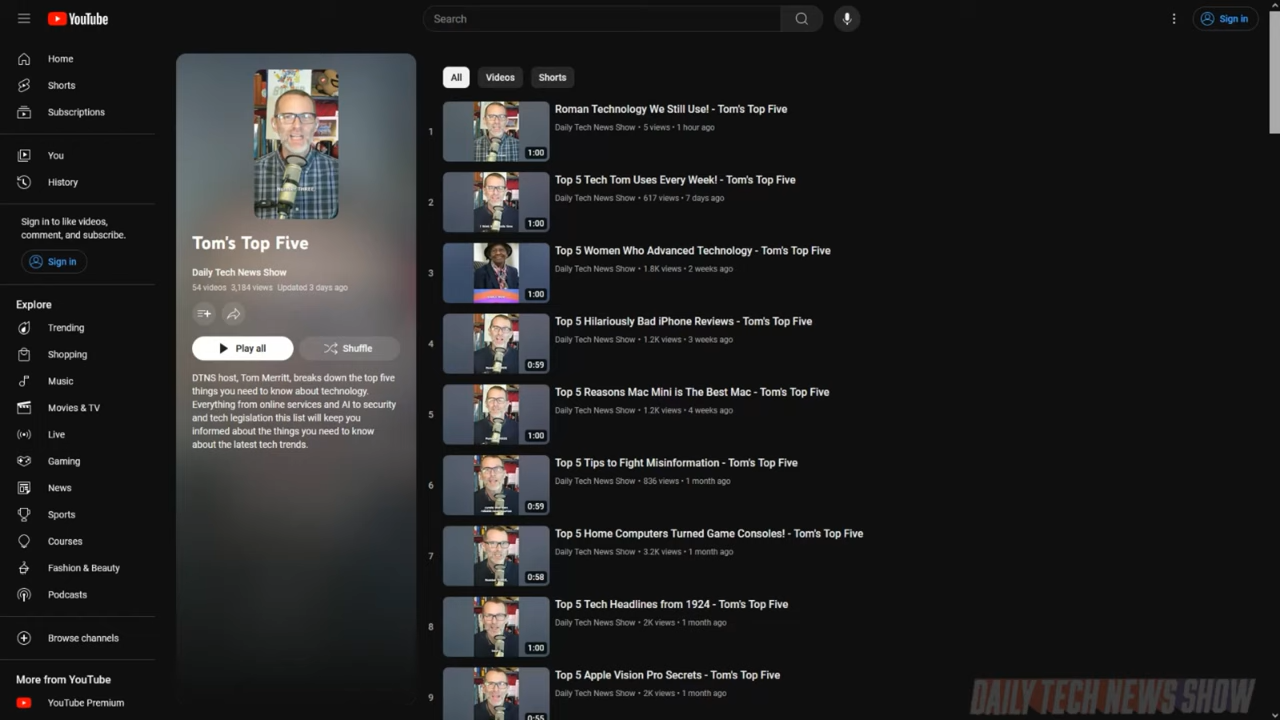 YouTube
Search
Sign in
Home
Shorts
Subscriptions
You
History
Sign in to like videos,
comment, and subscribe.
Sign in
Explore
Trending
Shopping
Music
Movies & TV
Live
Gaming
News
Sports
Courses
Fashion & Beauty
Podcasts
Browse channels
More from YouTube
YouTube Premium
Tom's Top Five
Daily Tech News Show
54 videos 3,184 views Updated 3 days ago
Play all
Shuffle
DTNS host, Tom Merritt, breaks down the top five
things you need to know about technology.
Everything from online services and AI to security
and tech legislation this list will keep you
informed about the things you need to know
about the latest tech trends.
All
Videos
Shorts
1
1:00
Roman Technology We Still Use! - Tom's Top Five
Daily Tech News Show • 5 views • 1 hour ago
2
1:00
Top 5 Tech Tom Uses Every Week! - Tom's Top Five
Daily Tech News Show • 617 views • 7 days ago
3
1:00
Top 5 Women Who Advanced Technology - Tom's Top Five
Daily Tech News Show • 1.8K views • 2 weeks ago
4
0:59
Top 5 Hilariously Bad iPhone Reviews - Tom's Top Five
Daily Tech News Show • 1.2K views • 3 weeks ago
5
1:00
Top 5 Reasons Mac Mini is The Best Mac - Tom's Top Five
Daily Tech News Show • 1.2K views • 4 weeks ago
6
0:59
Top 5 Tips to Fight Misinformation - Tom's Top Five
Daily Tech News Show • 836 views • 1 month ago
7
0:58
Top 5 Home Computers Turned Game Consoles! - Tom's Top Five
Daily Tech News Show • 3.2K views • 1 month ago
8
1:00
Top 5 Tech Headlines from 1924 - Tom's Top Five
Daily Tech News Show • 2K views • 1 month ago
9
0:55
Top 5 Apple Vision Pro Secrets - Tom's Top Five
Daily Tech News Show • 2K views • 1 month ago
DAILY TECH NEWS SHOW